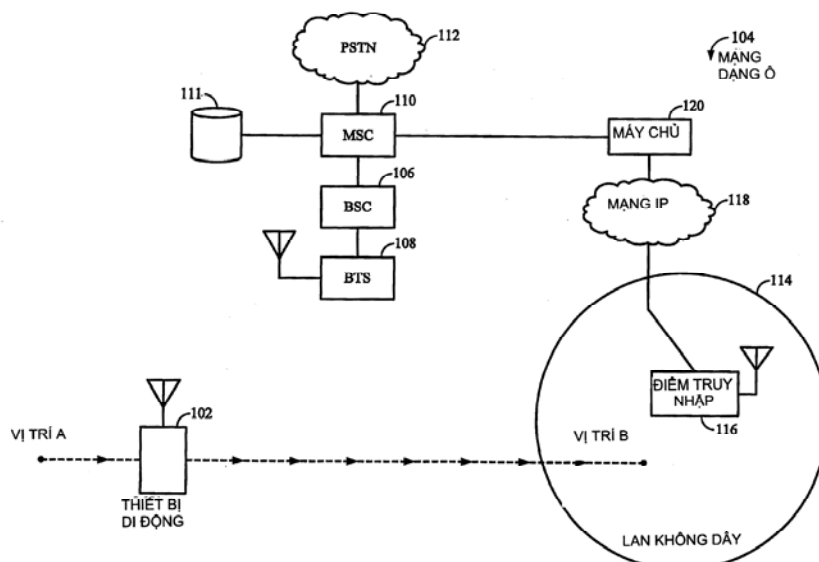 PSTN
112
104
MẠNG
DẠNG Ô
111
110
MSC
120
MÁY CHỦ
106
BSC
MẠNG IP
118
108
BTS
114
ĐIỂM TRUY
NHẬP
116
102
VỊ TRÍ A
VỊ TRÍ B
THIẾT BỊ
DI ĐỘNG
LAN KHÔNG DÂY